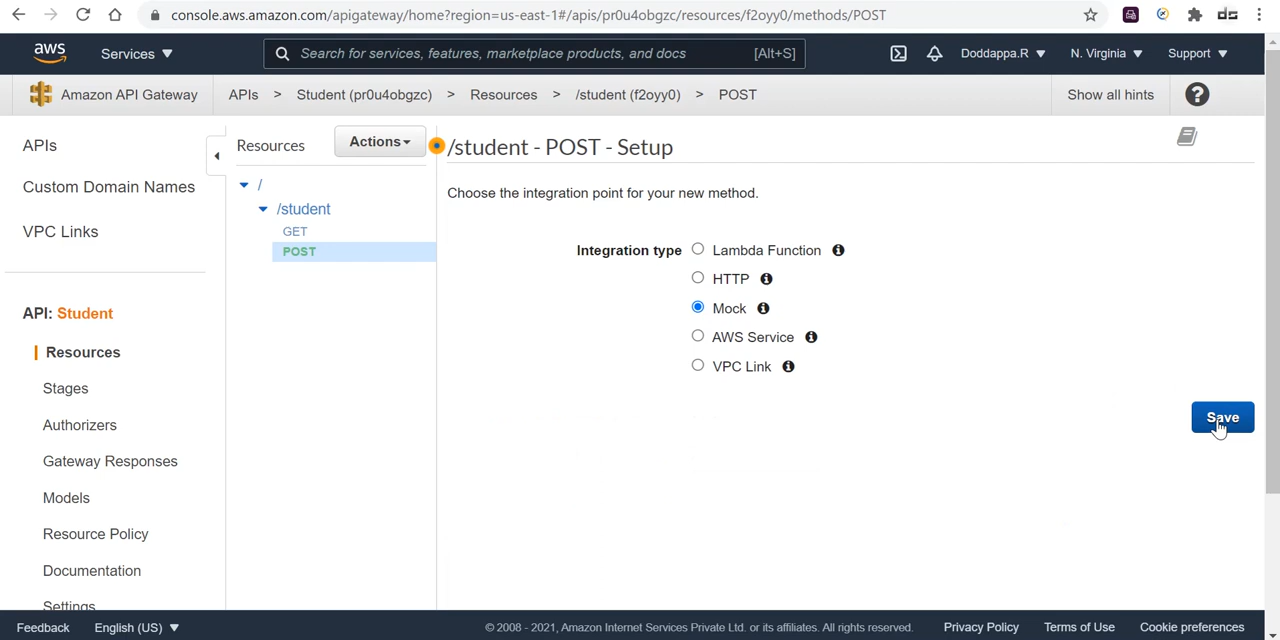 console.aws.amazon.com/apigateway/home?region=us-east-1#/apis/pr0u4obgzc/resources/f2oyy0/methods/POST
aws Services Search for services, features, marketplace products, and docs [Alt+S] Doddappa.R N. Virginia Support
Amazon API Gateway APIs > Student (pr0u4obgzc) > Resources > /student (f2oyy0) > POST Show all hints ?
APIs
Custom Domain Names
VPC Links
API: Student
Resources
Stages
Authorizers
Gateway Responses
Models
Resource Policy
Documentation
Settings
Resources Actions
/
/student
GET
POST
/student - POST - Setup
Choose the integration point for your new method.
Integration type Lambda Function
HTTP
Mock
AWS Service
VPC Link
Save
Feedback English (US) © 2008 - 2021, Amazon Internet Services Private Ltd. or its affiliates. All rights reserved. Privacy Policy Terms of Use Cookie preferences